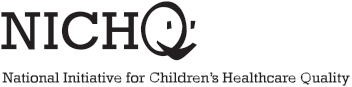 NICHQ
National Initiative for Children's Healthcare Quality